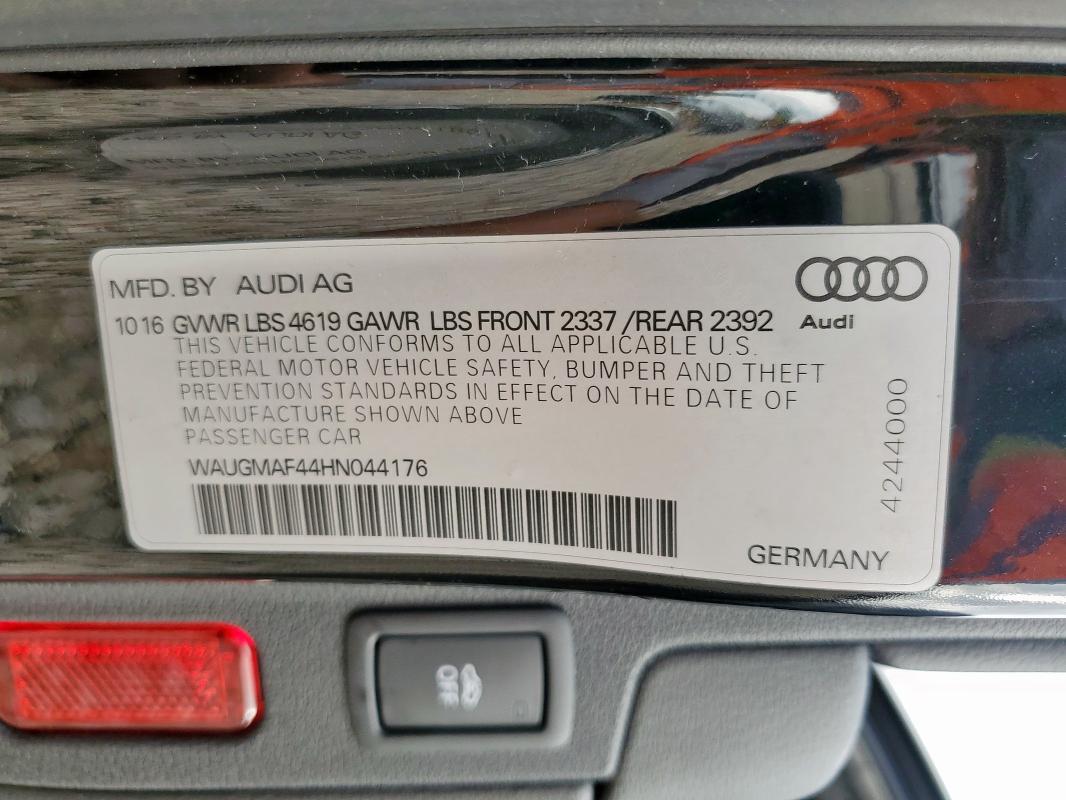 MFD. BY AUDI AG
1016 GVWR LBS 4619 GAWR LBS FRONT 2337 /REAR 2392
Audi
THIS VEHICLE CONFORMS TO ALL APPLICABLE U.S.
FEDERAL MOTOR VEHICLE SAFETY, BUMPER AND THEFT
PREVENTION STANDARDS IN EFFECT ON THE DATE OF
MANUFACTURE SHOWN ABOVE
PASSENGER CAR
WAUGMAF44HN044176
4244000
GERMANY
OFF